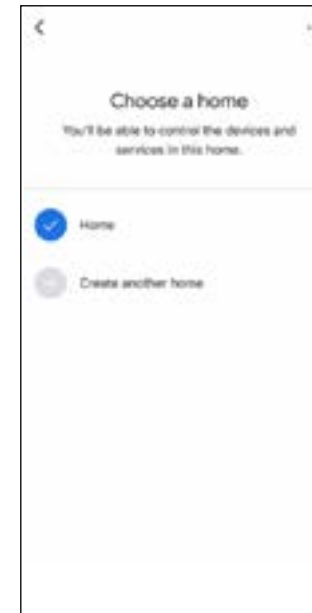 Choose a home
You'll be able to control the devices and
services in this home.
Home
Create another home